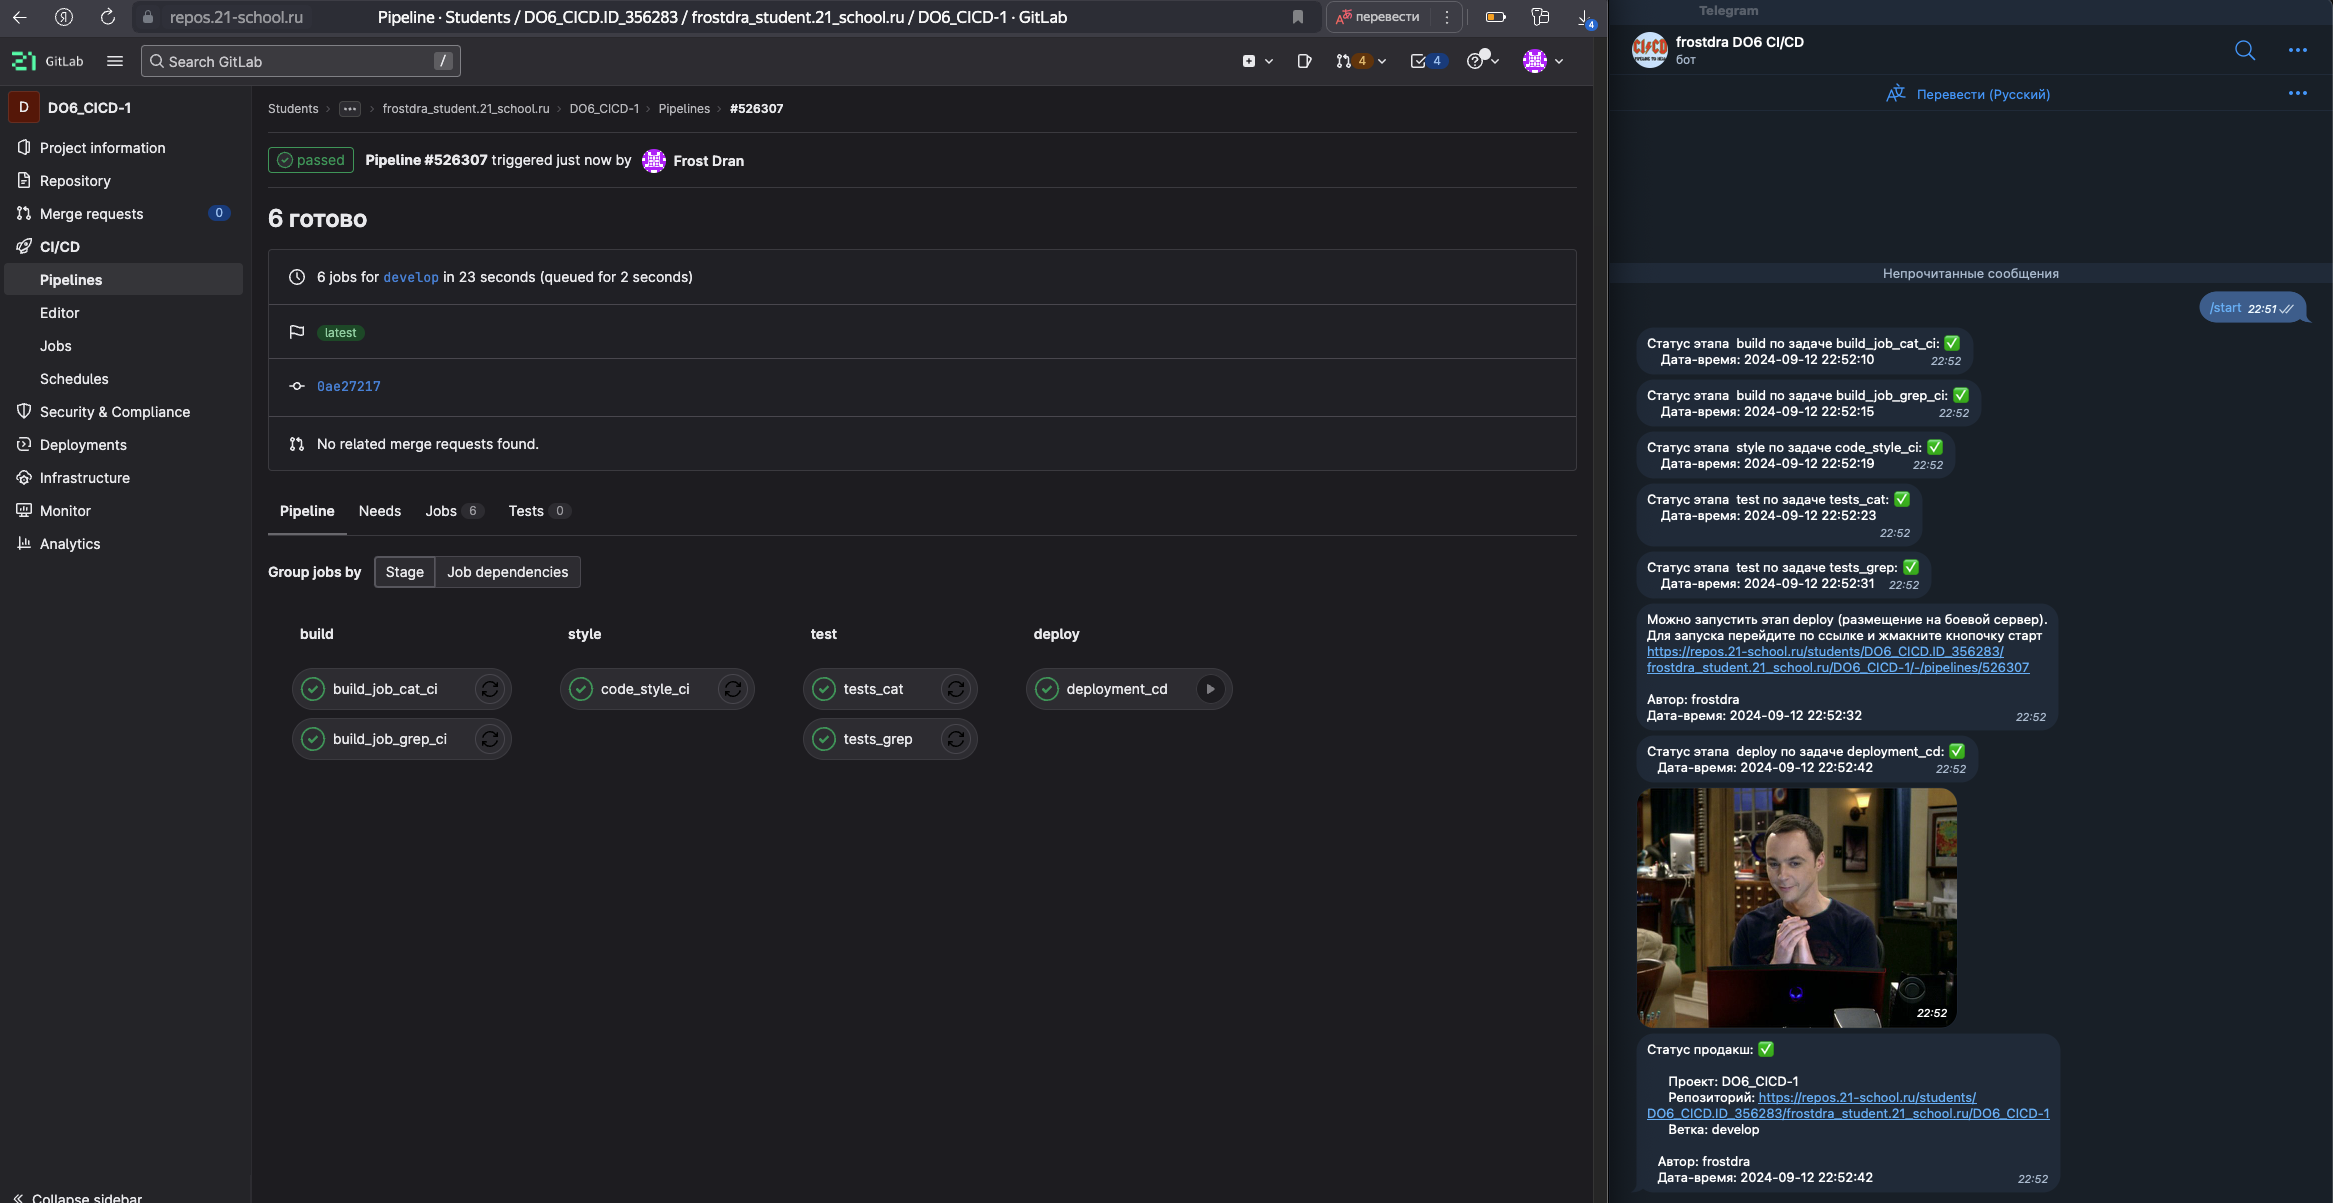 repos.21-school.ru
Pipeline · Students / DO6_CICD.ID_356283 / frostdra_student.21_school.ru / DO6_CICD-1 · GitLab
перевести
4
GitLab
Search GitLab
/
4
4
D
DO6_CICD-1
Project information
Repository
Merge requests
0
CI/CD
Pipelines
Editor
Jobs
Schedules
Security & Compliance
Deployments
Infrastructure
Monitor
Analytics
Collapse sidebar
Students › ••• › frostdra_student.21_school.ru › DO6_CICD-1 › Pipelines › #526307
passed Pipeline #526307 triggered just now by Frost Dran
6 готово
6 jobs for develop in 23 seconds (queued for 2 seconds)
latest
0ae27217
No related merge requests found.
Pipeline Needs Jobs 6 Tests 0
Group jobs by Stage Job dependencies
build
build_job_cat_ci
build_job_grep_ci
style
code_style_ci
test
tests_cat
tests_grep
deploy
deployment_cd
Telegram
CI/CD
frostdra DO6 CI/CD
бот
Перевести (Русский)
Непрочитанные сообщения
/start 22:51
Статус этапа build по задаче build_job_cat_ci: ✅
Дата-время: 2024-09-12 22:52:10 22:52
Статус этапа build по задаче build_job_grep_ci: ✅
Дата-время: 2024-09-12 22:52:15 22:52
Статус этапа style по задаче code_style_ci: ✅
Дата-время: 2024-09-12 22:52:19 22:52
Статус этапа test по задаче tests_cat: ✅
Дата-время: 2024-09-12 22:52:23
22:52
Статус этапа test по задаче tests_grep: ✅
Дата-время: 2024-09-12 22:52:31 22:52
Можно запустить этап deploy (размещение на боевой сервер).
Для запуска перейдите по ссылке и жмакните кнопочку старт
https://repos.21-school.ru/students/DO6_CICD.ID_356283/
frostdra_student.21_school.ru/DO6_CICD-1/-/pipelines/526307
Автор: frostdra
Дата-время: 2024-09-12 22:52:32 22:52
Статус этапа deploy по задаче deployment_cd: ✅
Дата-время: 2024-09-12 22:52:42 22:52
22:52
Статус продакш: ✅
Проект: DO6_CICD-1
Репозиторий: https://repos.21-school.ru/students/
DO6_CICD.ID_356283/frostdra_student.21_school.ru/DO6_CICD-1
Ветка: develop
Автор: frostdra
Дата-время: 2024-09-12 22:52:42 22:52